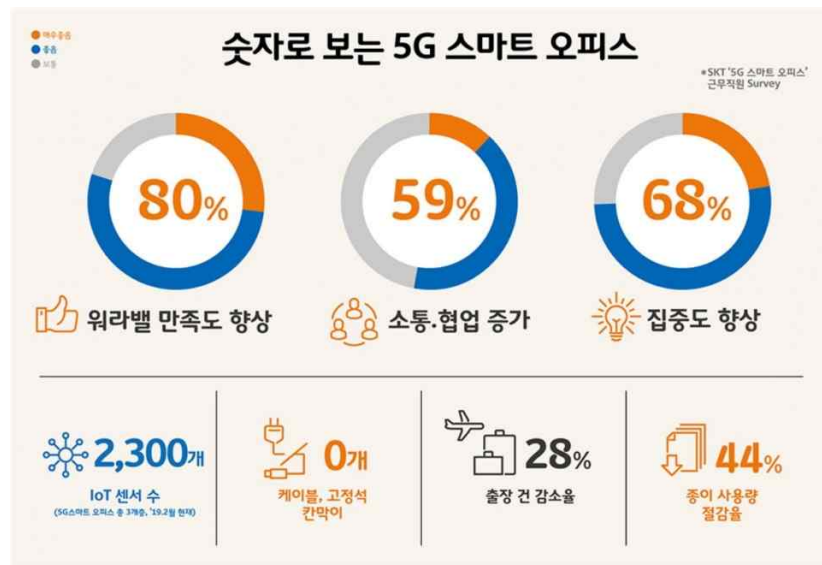 숫자로 보는 5G 스마트 오피스
매우좋음
좋음
보통
*SKT '5G 스마트 오피스'
근무직원 Survey
80%
59%
68%
워라밸 만족도 향상
소통.협업 증가
집중도 향상
2,300개
IoT 센서 수
(5G스마트 오피스 총 3개층, '19.2월 현재)
0개
케이블, 고정석
칸막이
28%
출장 건 감소율
44%
종이 사용량
절감율